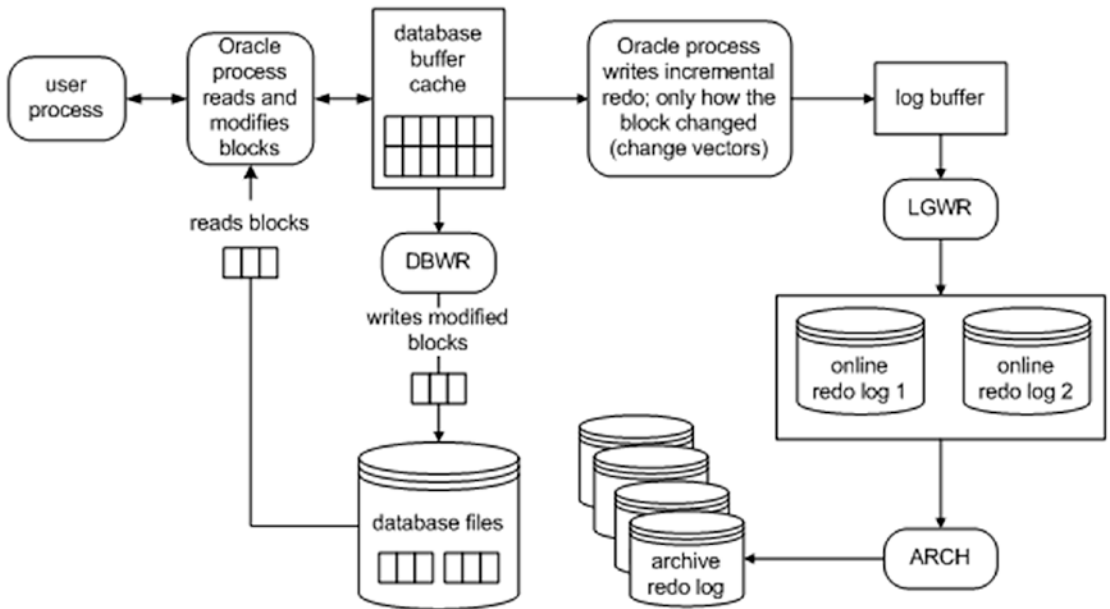 user
process
Oracle
process
reads and
modifies
blocks
database
buffer
cache
Oracle process
writes incremental
redo; only how the
block changed
(change vectors)
log buffer
reads blocks
DBWR
LGWR
writes modified
blocks
online
redo log 1
online
redo log 2
database files
archive
redo log
ARCH